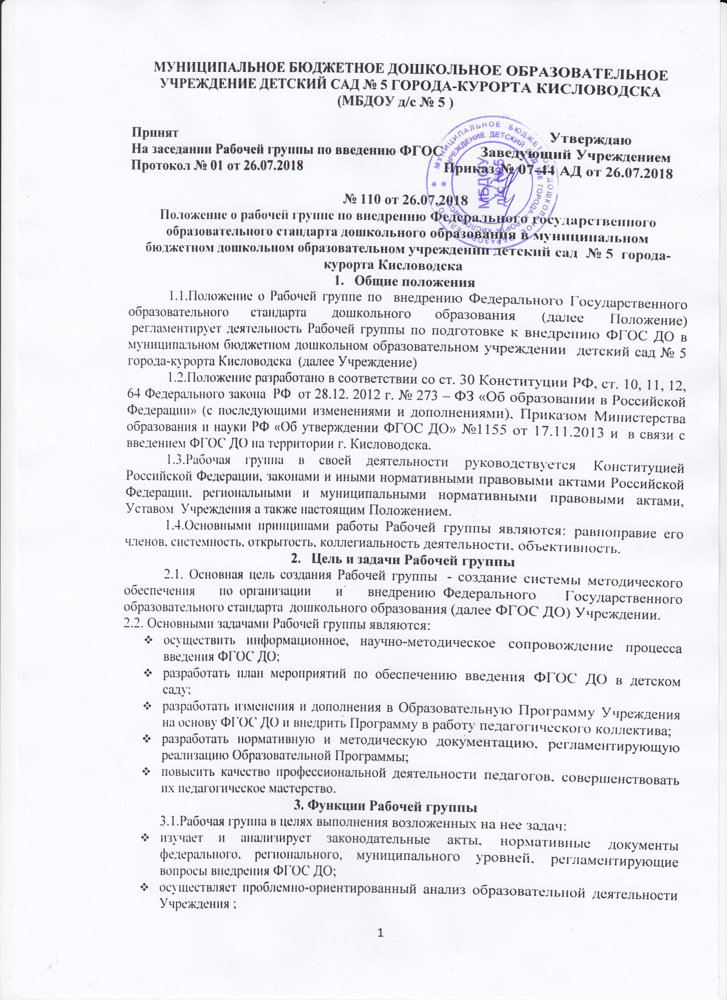 МУНИЦИПАЛЬНОЕ БЮДЖЕТНОЕ ДОШКОЛЬНОЕ ОБРАЗОВАТЕЛЬНОЕ
УЧРЕЖДЕНИЕ ДЕТСКИЙ САД № 5 ГОРОДА-КУРОРТА КИСЛОВОДСКА
(МБДОУ д/с № 5 )
Принят
Утверждаю
На заседании Рабочей группы по введению ФГОС Заведующий Учреждением
Протокол № 01 от 26.07.2018 Приказ № 07-44 АД от 26.07.2018
МУНИЦИПАЛЬНОЕ БЮДЖЕТНОЕ ДОШКОЛЬНОЕ ОБРАЗОВАТЕЛЬНОЕ
УЧРЕЖДЕНИЕ ДЕТСКИЙ САД №5 ГОРОДА-КУРОРТА КИСЛОВОДСКА
МБДОУ
д/с №5
№ 110 от 26.07.2018
Положение о рабочей группе по внедрению Федерального государственного
образовательного стандарта дошкольного образования в муниципальном
бюджетном дошкольном образовательном учреждении детский сад № 5 города-
курорта Кисловодска
1. Общие положения
1.1.Положение о Рабочей группе по внедрению Федерального Государственного
образовательного стандарта дошкольного образования (далее Положение)
регламентирует деятельность Рабочей группы по подготовке к внедрению ФГОС ДО в
муниципальном бюджетном дошкольном образовательном учреждении детский сад № 5
города-курорта Кисловодска (далее Учреждение)
1.2.Положение разработано в соответствии со ст. 30 Конституции РФ, ст. 10, 11, 12,
64 Федерального закона РФ от 28.12. 2012 г. № 273 – ФЗ «Об образовании в Российской
Федерации» (с последующими изменениями и дополнениями), Приказом Министерства
образования и науки РФ «Об утверждении ФГОС ДО» №1155 от 17.11.2013 и в связи с
введением ФГОС ДО на территории г. Кисловодска.
1.3.Рабочая группа в своей деятельности руководствуется Конституцией
Российской Федерации, законами и иными нормативными правовыми актами Российской
Федерации, региональными и муниципальными нормативными правовыми актами,
Уставом Учреждения а также настоящим Положением.
1.4.Основными принципами работы Рабочей группы являются: равноправие его
членов, системность, открытость, коллегиальность деятельности, объективность.
2. Цель и задачи Рабочей группы
2.1. Основная цель создания Рабочей группы - создание системы методического
обеспечения по организации и внедрению Федерального Государственного
образовательного стандарта дошкольного образования (далее ФГОС ДО) Учреждении.
2.2. Основными задачами Рабочей группы являются:
❖ осуществить информационное, научно-методическое сопровождение процесса
введения ФГОС ДО;
❖ разработать план мероприятий по обеспечению введения ФГОС ДО в детском
саду;
❖ разработать изменения и дополнения в Образовательную Программу Учреждения
на основу ФГОС ДО и внедрить Программу в работу педагогического коллектива;
❖ разработать нормативную и методическую документацию, регламентирующую
реализацию Образовательной Программы;
❖ повысить качество профессиональной деятельности педагогов, совершенствовать
их педагогическое мастерство.
3. Функции Рабочей группы
3.1.Рабочая группа в целях выполнения возложенных на нее задач:
❖ изучает и анализирует законодательные акты, нормативные документы
федерального, регионального, муниципального уровней, регламентирующие
вопросы внедрения ФГОС ДО;
❖ осуществляет проблемно-ориентированный анализ образовательной деятельности
Учреждения ;
1